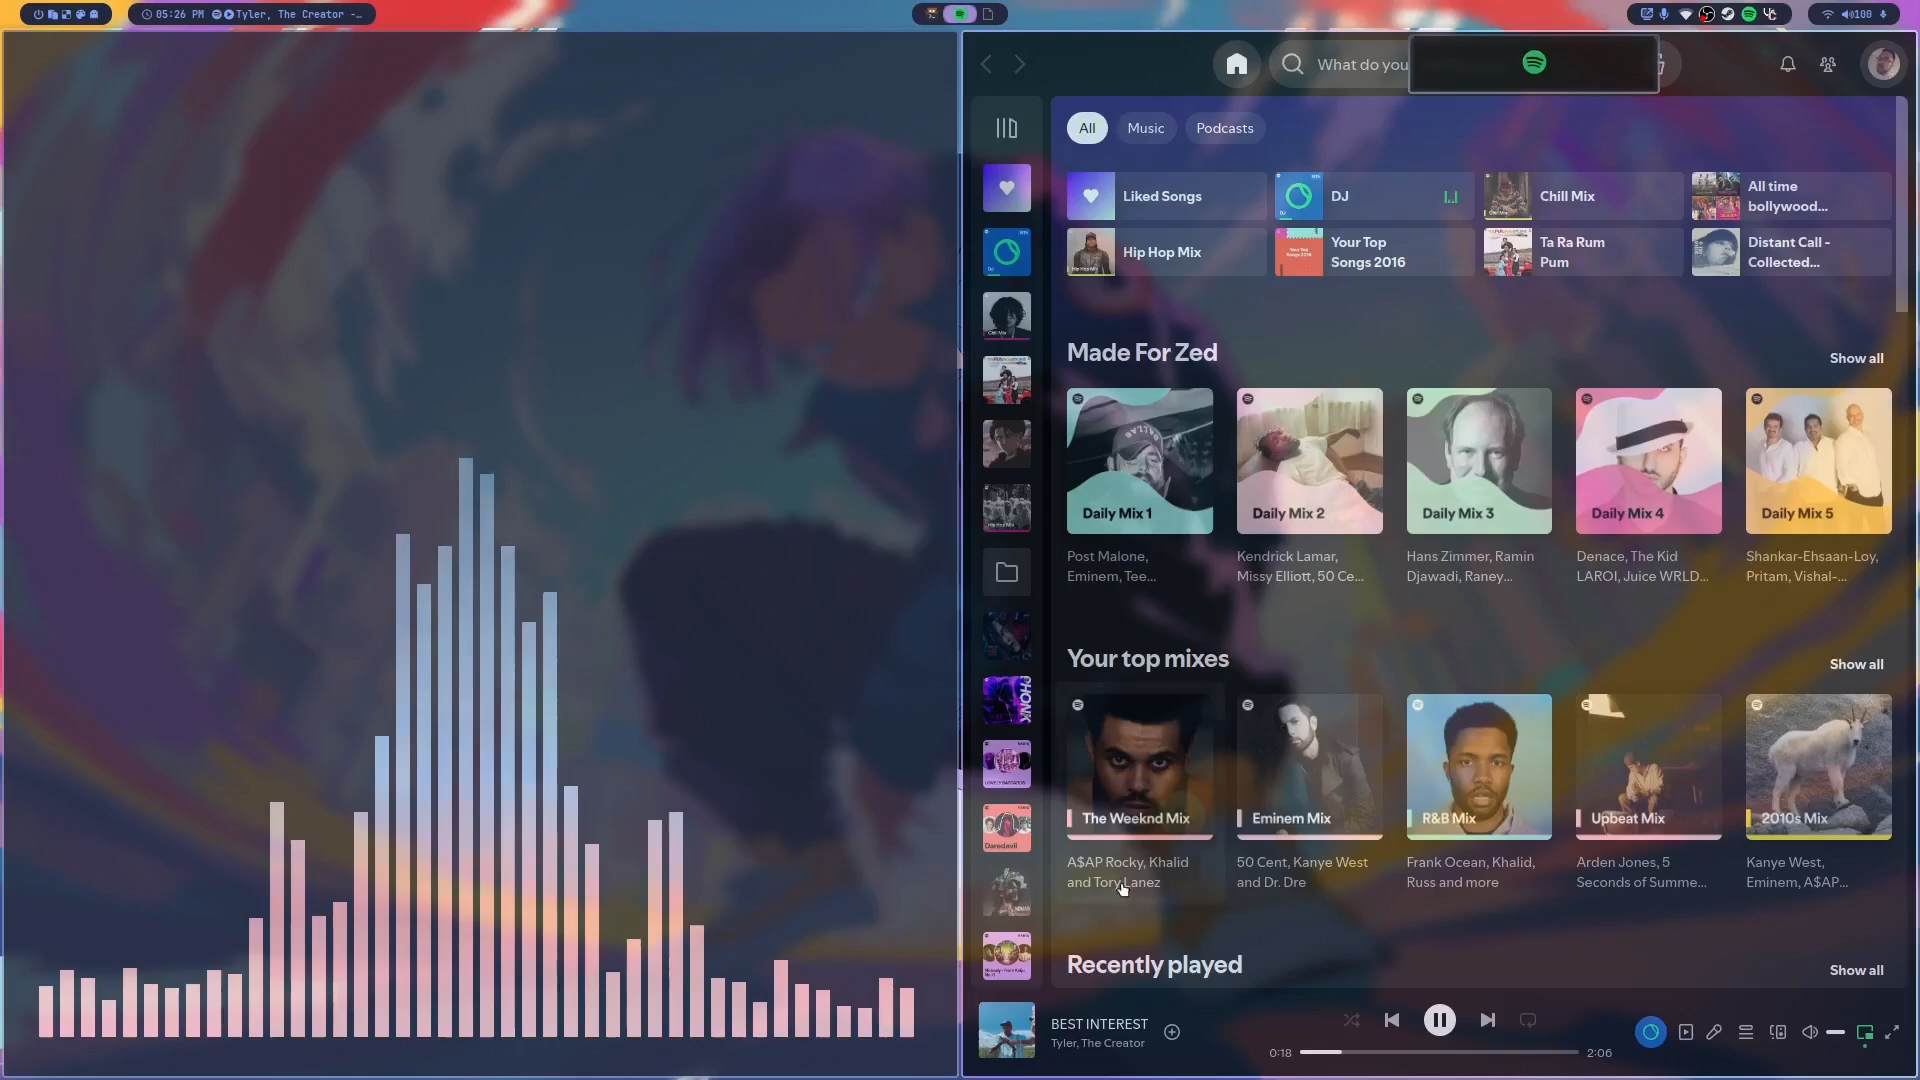 05:26 PM Tyler, The Creator -…
100
What do you
All
Music
Podcasts
Liked Songs
DJ
Chill Mix
All time
bollywood...
Hip Hop Mix
Your Top
Songs 2016
Ta Ra Rum
Pum
Distant Call -
Collected...
Made For Zed
Show all
Daily Mix 1
Daily Mix 2
Daily Mix 3
Daily Mix 4
Daily Mix 5
Post Malone,
Eminem, Tee...
Kendrick Lamar,
Missy Elliott, 50 Ce...
Hans Zimmer, Ramin
Djawadi, Raney...
Denace, The Kid
LAROI, Juice WRLD...
Shankar-Ehsaan-Loy,
Pritam, Vishal-...
PHONK
Your top mixes
Show all
The Weeknd Mix
Eminem Mix
R&B Mix
Upbeat Mix
2010s Mix
A$AP Rocky, Khalid
and Tory Lanez
50 Cent, Kanye West
and Dr. Dre
Frank Ocean, Khalid,
Russ and more
Arden Jones, 5
Seconds of Summe...
Kanye West,
Eminem, A$AP...
Daredevil
Recently played
Show all
BEST INTEREST
Tyler, The Creator
0:18
2:06